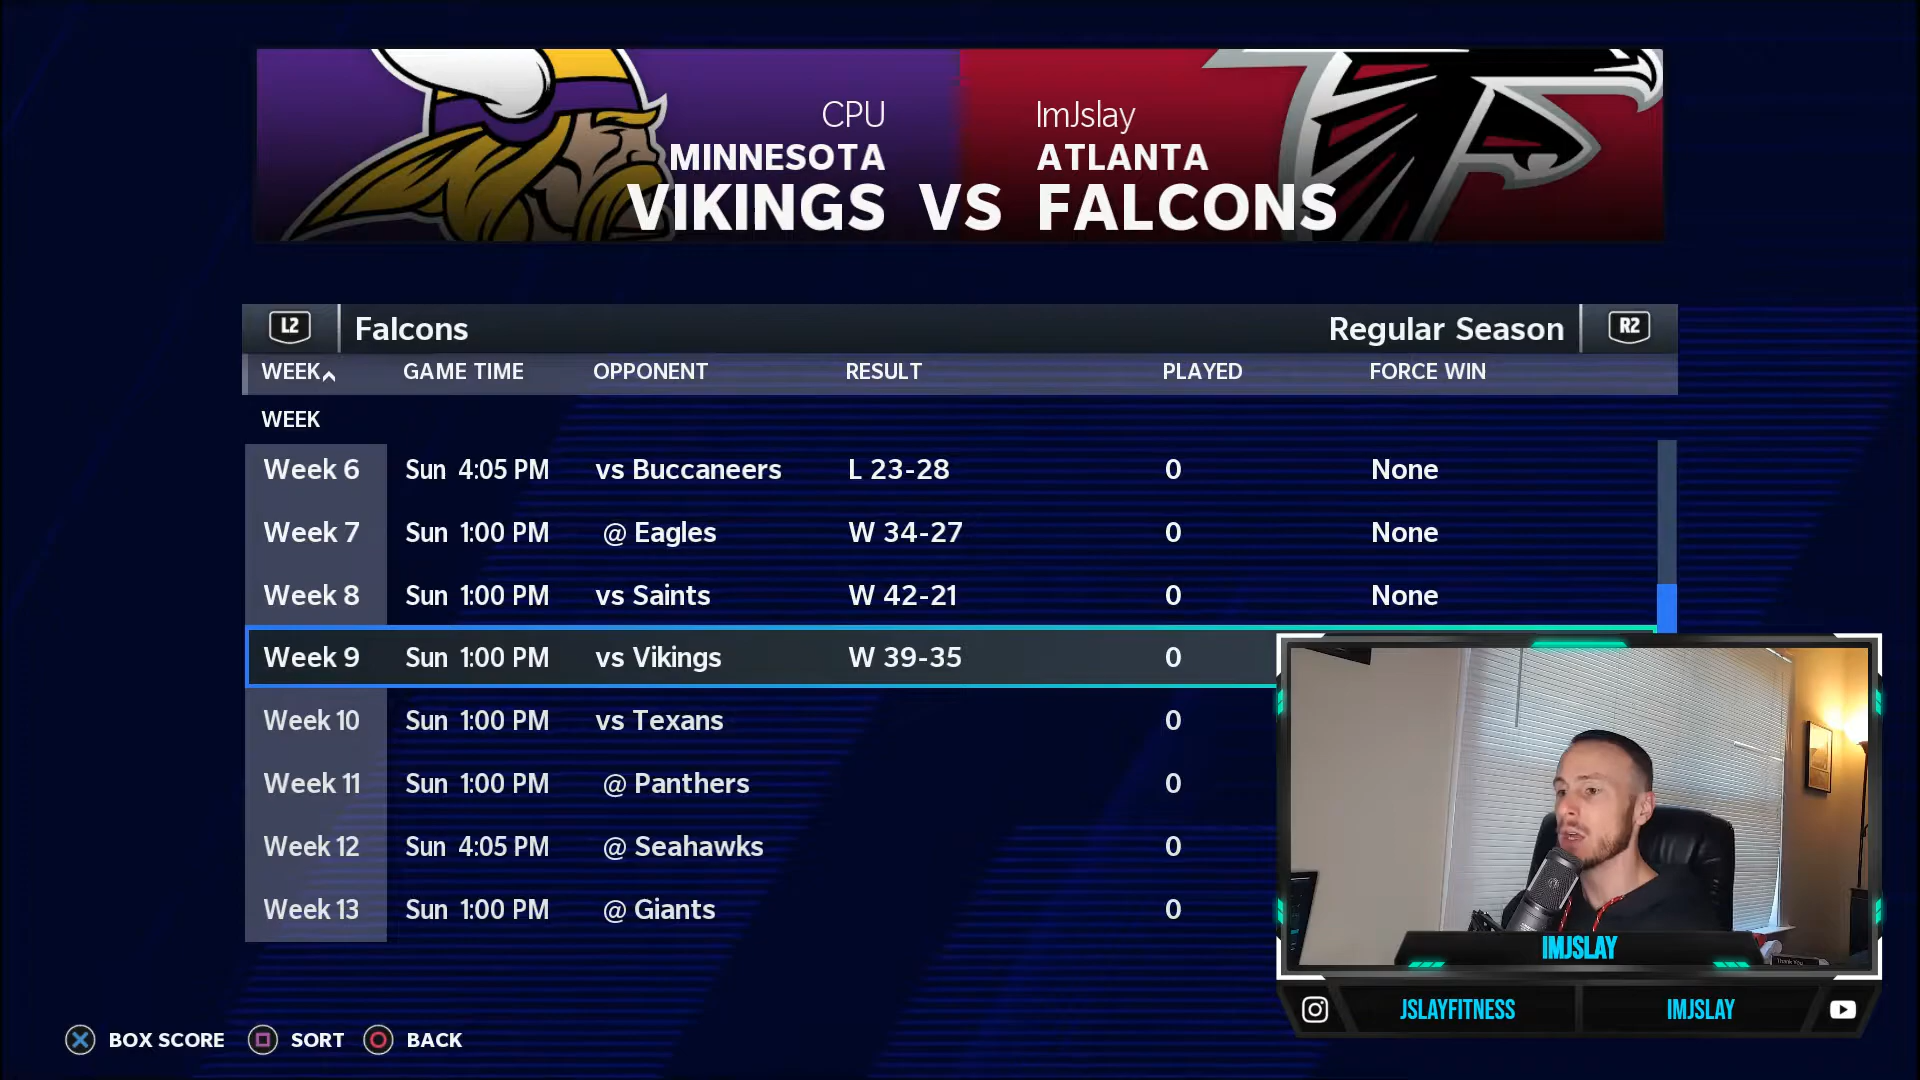 CPU
MINNESOTA
VIKINGS
VS
ImJslay
ATLANTA
FALCONS
L2 Falcons Regular Season R2
WEEK GAME TIME OPPONENT RESULT PLAYED FORCE WIN
WEEK
Week 6 Sun 4:05 PM vs Buccaneers L 23-28 0 None
Week 7 Sun 1:00 PM @ Eagles W 34-27 0 None
Week 8 Sun 1:00 PM vs Saints W 42-21 0 None
Week 9 Sun 1:00 PM vs Vikings W 39-35 0
Week 10 Sun 1:00 PM vs Texans 0
Week 11 Sun 1:00 PM @ Panthers 0
Week 12 Sun 4:05 PM @ Seahawks 0
Week 13 Sun 1:00 PM @ Giants 0
Thank You
IMJSLAY
JSLAYFITNESS IMJSLAY
BOX SCORE SORT BACK